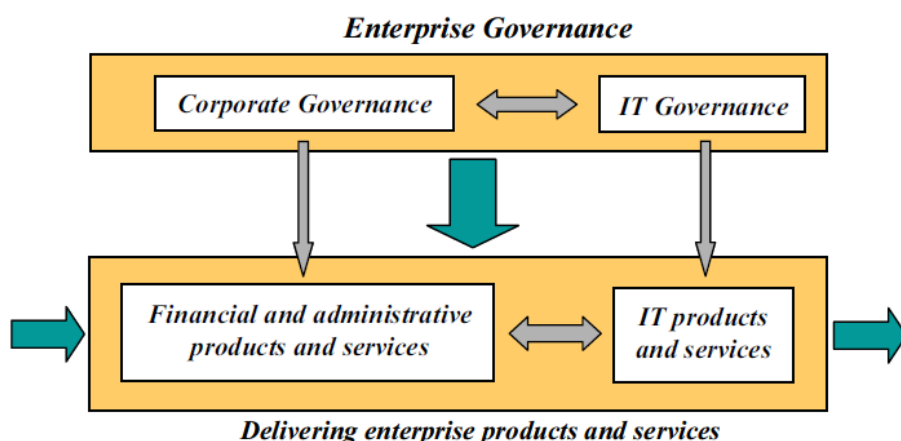 Enterprise Governance
Corporate Governance
IT Governance
Financial and administrative
products and services
IT products
and services
Delivering enterprise products and services